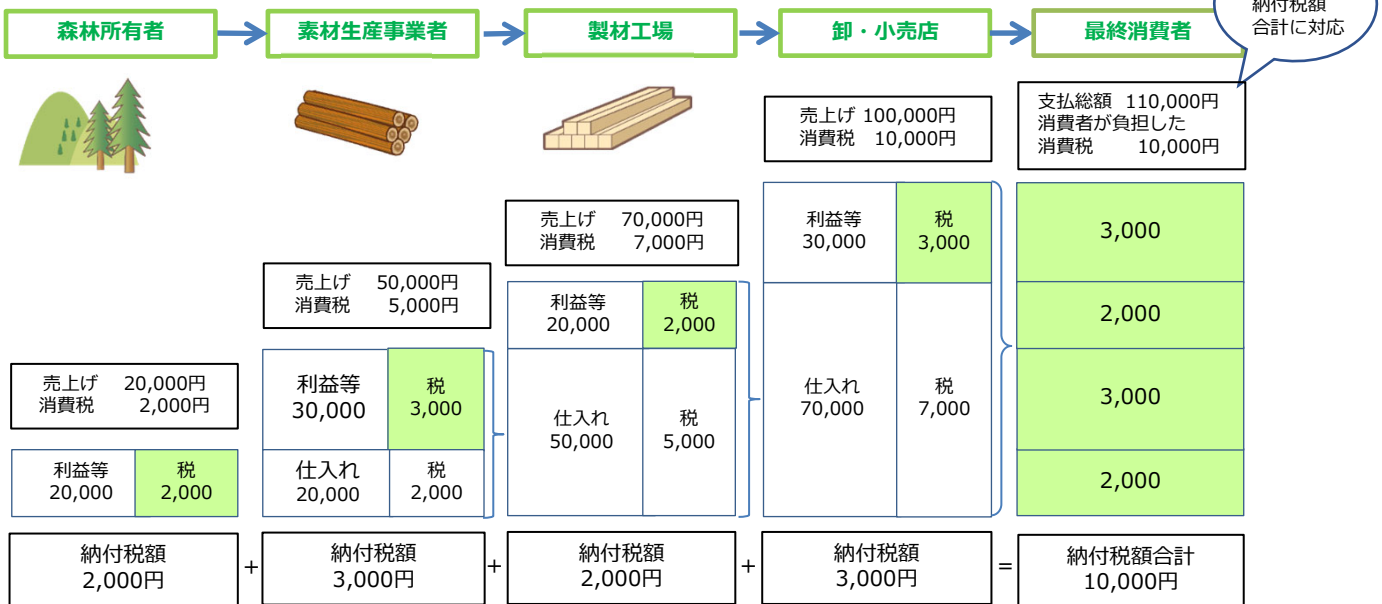 納付税額
合計に対応
森林所有者
素材生産事業者
製材工場
卸・小売店
最終消費者
売上げ 100,000円
消費税 10,000円
支払総額 110,000円
消費者が負担した
消費税 10,000円
売上げ 70,000円
消費税 7,000円
利益等
30,000
税
3,000
3,000
売上げ 50,000円
消費税 5,000円
利益等
20,000
税
2,000
2,000
売上げ 20,000円
消費税 2,000円
利益等
30,000
税
3,000
仕入れ
50,000
税
5,000
仕入れ
70,000
税
7,000
3,000
利益等
20,000
税
2,000
仕入れ
20,000
税
2,000
2,000
納付税額
2,000円
+
納付税額
3,000円
+
納付税額
2,000円
+
納付税額
3,000円
=
納付税額合計
10,000円